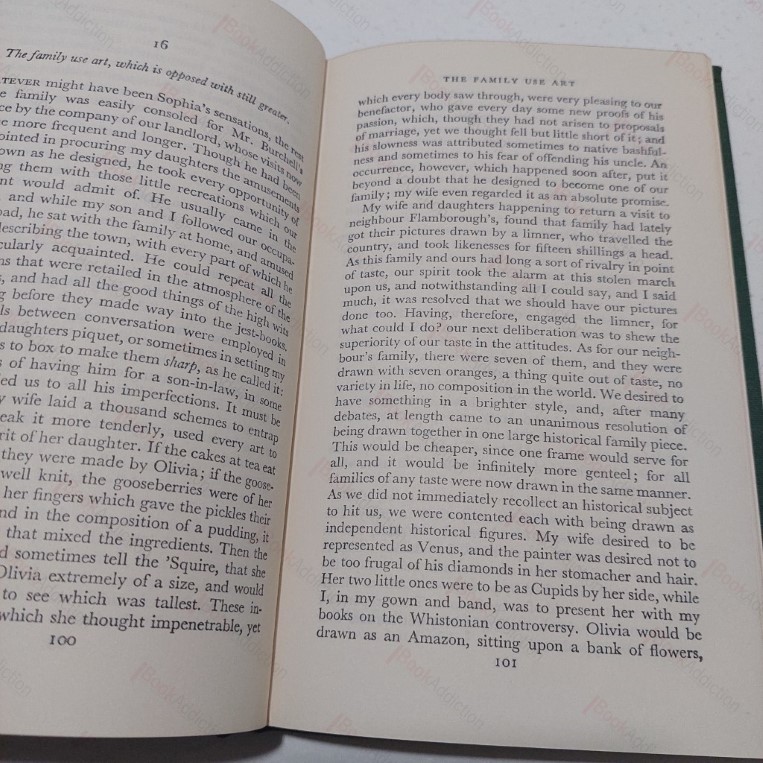 16
The family use art, which is opposed with still greater.
TEVER might have been Sophia's sensations, the rest
e family was easily consoled for Mr. Burchell's
ce by the company of our landlord, whose visits now
e more frequent and longer. Though he had been
ointed in procuring my daughters the amusements
own as he designed, he took every opportunity of
ng them with those little recreations which our
nt would admit of. He usually came in the
, and while my son and I followed our occupa-
oad, he sat with the family at home, and amused
describing the town, with every part of which he
cularly acquainted. He could repeat all the
ns that were retailed in the atmosphere of the
s, and had all the good things of the high wits
g before they made way into the jest-books.
ls between conversation were employed in
daughters piquet, or sometimes in setting my
s to box to make them sharp, as he called it:
s of having him for a son-in-law, in some
ed us to all his imperfections. It must be
y wife laid a thousand schemes to entrap
eak it more tenderly, used every art to
rit of her daughter. If the cakes at tea eat
they were made by Olivia; if the goose-
well knit, the gooseberries were of her
her fingers which gave the pickles their
nd in the composition of a pudding, it
that mixed the ingredients. Then the
d sometimes tell the 'Squire, that she
Olivia extremely of a size, and would
to see which was tallest. These in-
which she thought impenetrable, yet
100
THE FAMILY USE ART
which every body saw through, were very pleasing to our
benefactor, who gave every day some new proofs of his
passion, which, though they had not arisen to proposals
of marriage, yet we thought fell but little short of it; and
his slowness was attributed sometimes to native bashful-
ness and sometimes to his fear of offending his uncle. An
occurrence, however, which happened soon after, put it
beyond a doubt that he designed to become one of our
family; my wife even regarded it as an absolute promise.
My wife and daughters happening to return a visit to
neighbour Flamborough's, found that family had lately
got their pictures drawn by a limner, who travelled the
country, and took likenesses for fifteen shillings a head.
As this family and ours had long a sort of rivalry in point
of taste, our spirit took the alarm at this stolen march
upon us, and notwithstanding all I could say, and I said
much, it was resolved that we should have our pictures
done too. Having, therefore, engaged the limner, for
what could I do? our next deliberation was to shew the
superiority of our taste in the attitudes. As for our neigh-
bour's family, there were seven of them, and they were
drawn with seven oranges, a thing quite out of taste, no
variety in life, no composition in the world. We desired to
have something in a brighter style, and, after many
debates, at length came to an unanimous resolution of
being drawn together in one large historical family piece.
This would be cheaper, since one frame would serve for
all, and it would be infinitely more genteel; for all
families of any taste were now drawn in the same manner.
As we did not immediately recollect an historical subject
to hit us, we were contented each with being drawn as
independent historical figures. My wife desired to be
represented as Venus, and the painter was desired not to
be too frugal of his diamonds in her stomacher and hair.
Her two little ones were to be as Cupids by her side, while
I, in my gown and band, was to present her with my
books on the Whistonian controversy. Olivia would be
drawn as an Amazon, sitting upon a bank of flowers,
101
BookAddiction